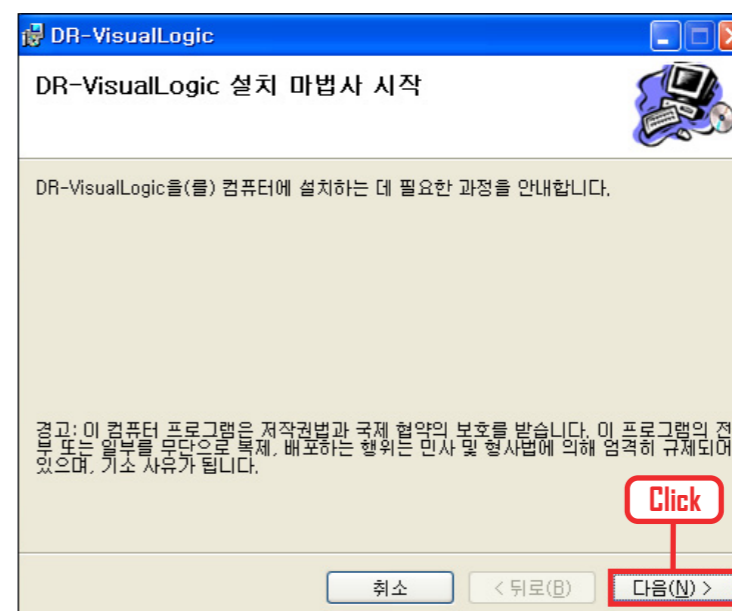 DR-VisualLogic
DR-VisualLogic 설치 마법사 시작
DR-VisualLogic을(를) 컴퓨터에 설치하는 데 필요한 과정을 안내합니다.
경고: 이 컴퓨터 프로그램은 저작권법과 국제 협약의 보호를 받습니다. 이 프로그램의 전
부 또는 일부를 무단으로 복제, 배포하는 행위는 민사 및 형사법에 의해 엄격히 규제되어
있으며, 기소 사유가 됩니다.
Click
취소 < 뒤로(B) 다음(N) >